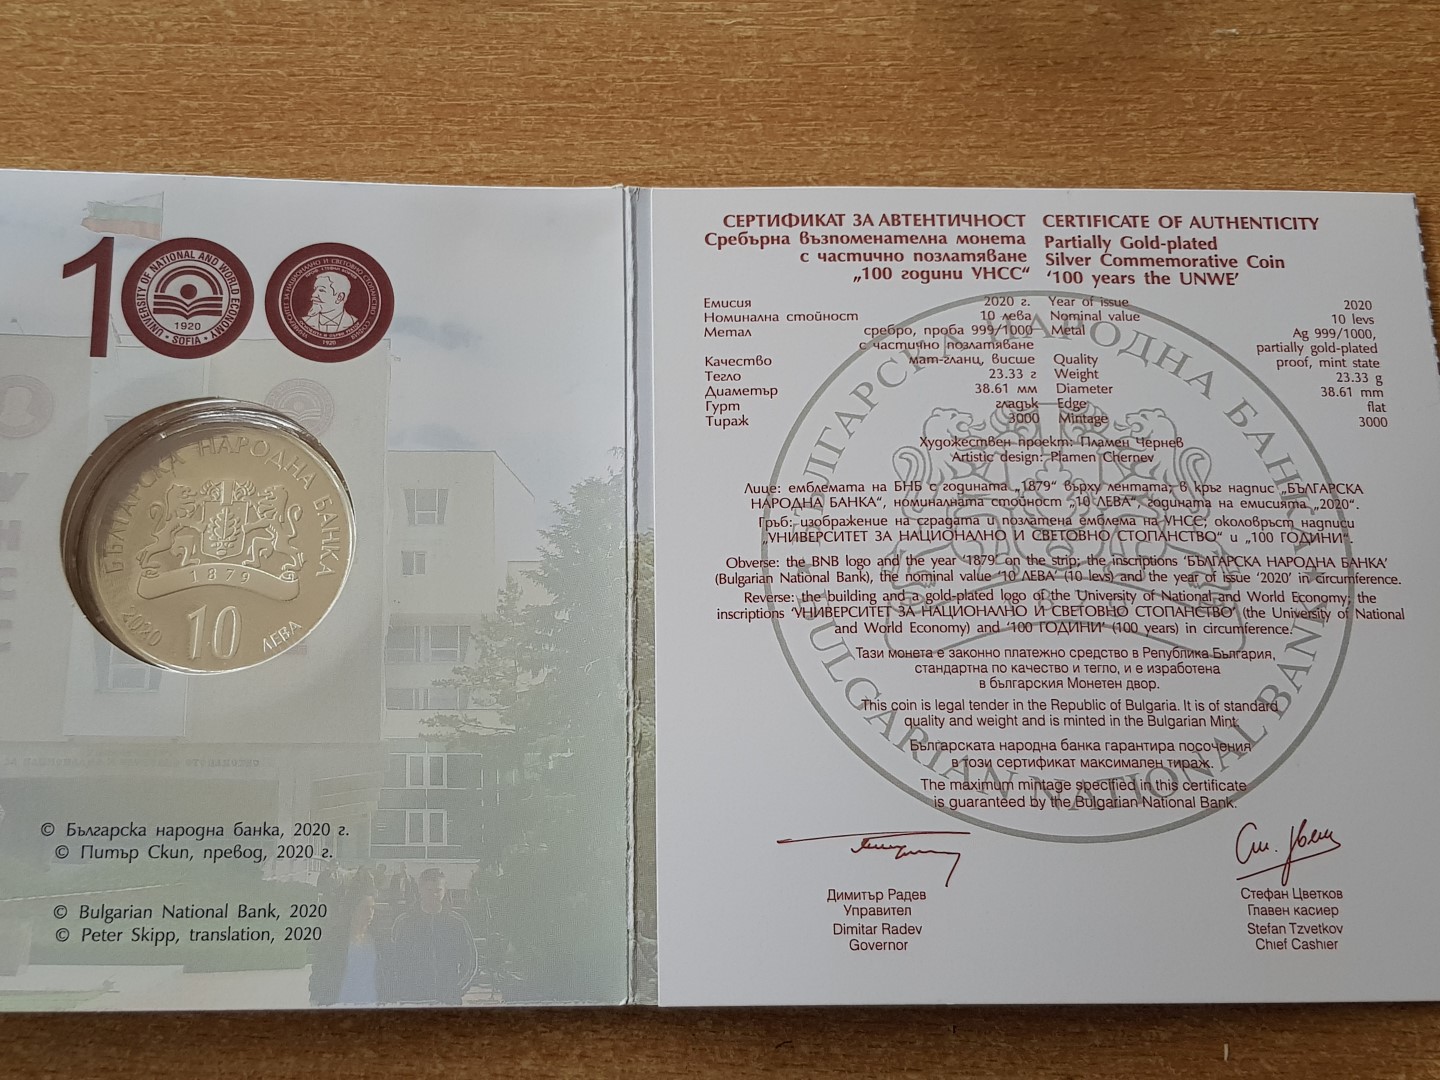 100
UNIVERSITY OF NATIONAL AND WORLD ECONOMY
1920
• SOFIA •
1920
БЪЛГАРСКА НАРОДНА БАНКА
1879
2020
10
ЛЕВА
У
Н
С
С
© Българска народна банка, 2020 г.
© Питър Скип, превод, 2020 г.
© Bulgarian National Bank, 2020
© Peter Skipp, translation, 2020
СЕРТИФИКАТ ЗА АВТЕНТИЧНОСТ
Сребърна възпоменателна монета
с частично позлатяване
„100 години УНСС“
CERTIFICATE OF AUTHENTICITY
Partially Gold-plated
Silver Commemorative Coin
‘100 years the UNWE’
Емисия 2020 г.
Номинална стойност 10 лева
Метал сребро, проба 999/1000
с частично позлатяване
Качество мат-гланц, висше
Тегло 23.33 г
Диаметър 38.61 мм
Гурт гладък
Тираж 3000
Year of issue 2020
Nominal value 10 levs
Metal Ag 999/1000,
partially gold-plated
Quality proof, mint state
Weight 23.33 g
Diameter 38.61 mm
Edge flat
Mintage 3000
Художествен проект: Пламен Чернев
Artistic design: Plamen Chernev
Лице: емблемата на БНБ с годината „1879“ върху лентата; в кръг надпис „БЪЛГАРСКА
НАРОДНА БАНКА“, номиналната стойност „10 ЛЕВА“, годината на емисията „2020“.
Гръб: изображение на сградата и позлатена емблема на УНСС; околовръст надписи
„УНИВЕРСИТЕТ ЗА НАЦИОНАЛНО И СВЕТОВНО СТОПАНСТВО“ и „100 ГОДИНИ“.
Obverse: the BNB logo and the year ‘1879’ on the strip; the inscriptions ‘БЪЛГАРСКА НАРОДНА БАНКА’
(Bulgarian National Bank), the nominal value ‘10 ЛЕВА’ (10 levs) and the year of issue ‘2020’ in circumference.
Reverse: the building and a gold-plated logo of the University of National and World Economy; the
inscriptions ‘УНИВЕРСИТЕТ ЗА НАЦИОНАЛНО И СВЕТОВНО СТОПАНСТВО’ (the University of National
and World Economy) and ‘100 ГОДИНИ’ (100 years) in circumference.
Тази монета е законно платежно средство в Република България,
стандартна по качество и тегло, и е изработена
в българския Монетен двор.
This coin is legal tender in the Republic of Bulgaria. It is of standard
quality and weight and is minted in the Bulgarian Mint.
Българската народна банка гарантира посочения
в този сертификат максимален тираж.
The maximum mintage specified in this certificate
is guaranteed by the Bulgarian National Bank.
БЪЛГАРСКА НАРОДНА БАНКА
BULGARIAN NATIONAL BANK
Димитър Радев
Управител
Dimitar Radev
Governor
Стефан Цветков
Главен касиер
Stefan Tzvetkov
Chief Cashier